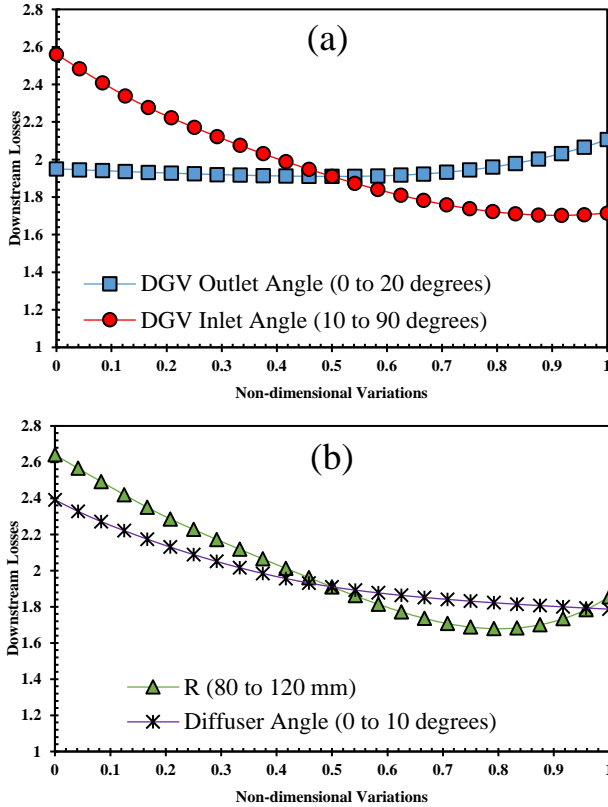 (a)
2.8
2.6
2.4
2.2
2
1.8
1.6
1.4
1.2
1
Downstream Losses
DGV Outlet Angle (0 to 20 degrees)
DGV Inlet Angle (10 to 90 degrees)
0 0.1 0.2 0.3 0.4 0.5 0.6 0.7 0.8 0.9 1
Non-dimensional Variations
(b)
2.8
2.6
2.4
2.2
2
1.8
1.6
1.4
1.2
1
Downstream Losses
R (80 to 120 mm)
Diffuser Angle (0 to 10 degrees)
0 0.1 0.2 0.3 0.4 0.5 0.6 0.7 0.8 0.9 1
Non-dimensional Variations